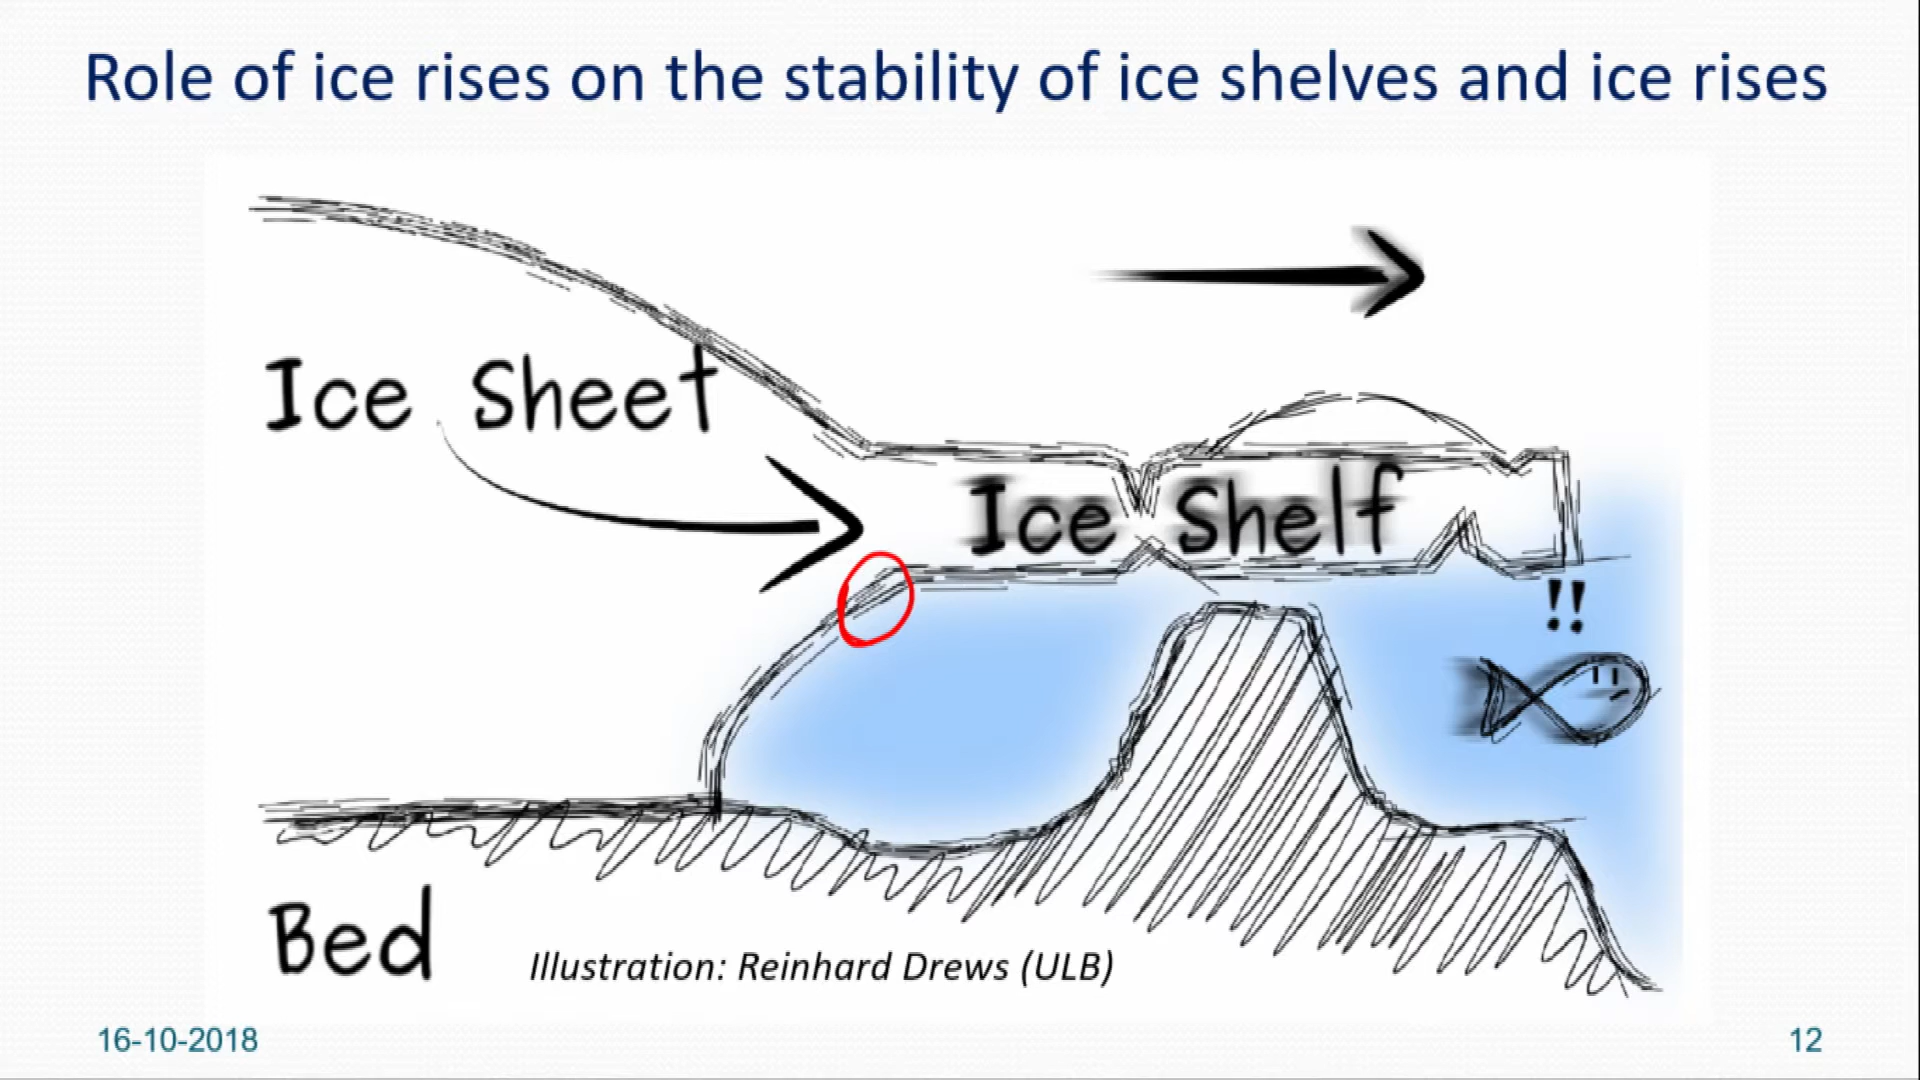 Role of ice rises on the stability of ice shelves and ice rises
Ice Sheet
Ice Shelf
!!
Bed
Illustration: Reinhard Drews (ULB)
16-10-2018
12